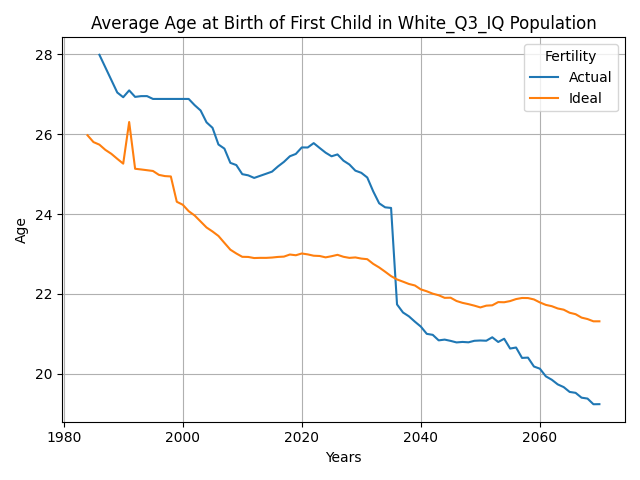 Average Age at Birth of First Child in White_Q3_IQ Population
Fertility
Actual
Ideal
28
26
24
22
20
Age
1980
2000
2020
2040
2060
Years